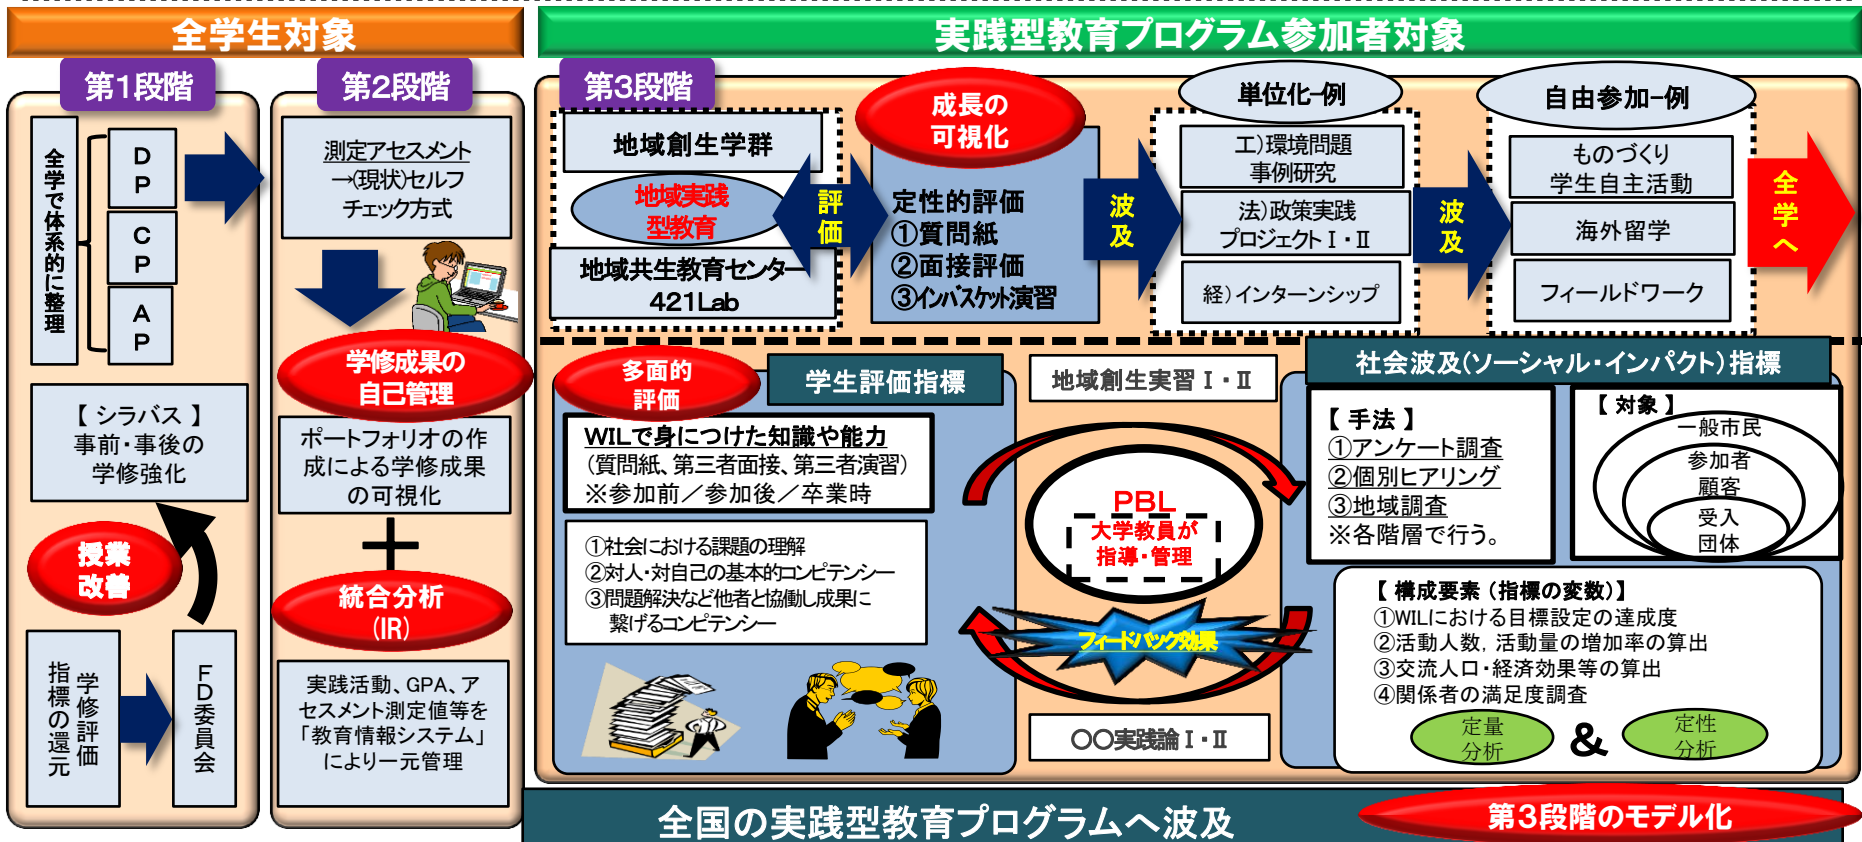 全学生対象
実践型教育プログラム参加者対象
第1段階
全学で体系的に整理
DP
CP
AP
【 シラバス 】
事前・事後の
学修強化
授業
改善
学修評価
指標の還元
FD委員会
第2段階
測定アセスメント
→(現状)セルフ
チェック方式
学修成果の
自己管理
ポートフォリオの作
成による学修成果
の可視化
＋
統合分析
(IR)
実践活動、GPA、ア
セスメント測定値等を
「教育情報システム」
により一元管理
第3段階
地域創生学群
地域実践
型教育
地域共生教育センター
421Lab
評価
成長の
可視化
定性的評価
①質問紙
②面接評価
③インバスケット演習
波及
単位化-例
工)環境問題
事例研究
法)政策実践
プロジェクトⅠ・Ⅱ
経)インターンシップ
波及
自由参加-例
ものづくり
学生自主活動
海外留学
フィールドワーク
全学へ
多面的
評価
学生評価指標
WILで身につけた知識や能力
(質問紙、第三者面接、第三者演習)
※参加前／参加後／卒業時
①社会における課題の理解
②対人・対自己の基本的コンピテンシー
③問題解決など他者と協働し成果に
繋げるコンピテンシー
地域創生実習Ⅰ・Ⅱ
PBL
大学教員が
指導・管理
フィードバック効果
〇〇実践論Ⅰ・Ⅱ
社会波及(ソーシャル・インパクト)指標
【 手法 】
①アンケート調査
②個別ヒアリング
③地域調査
※各階層で行う。
【 対象 】
一般市民
参加者
顧客
受入
団体
【 構成要素 (指標の変数)】
①WILにおける目標設定の達成度
②活動人数, 活動量の増加率の算出
③交流人口・経済効果等の算出
④関係者の満足度調査
定量
分析
&
定性
分析
全国の実践型教育プログラムへ波及
第3段階のモデル化